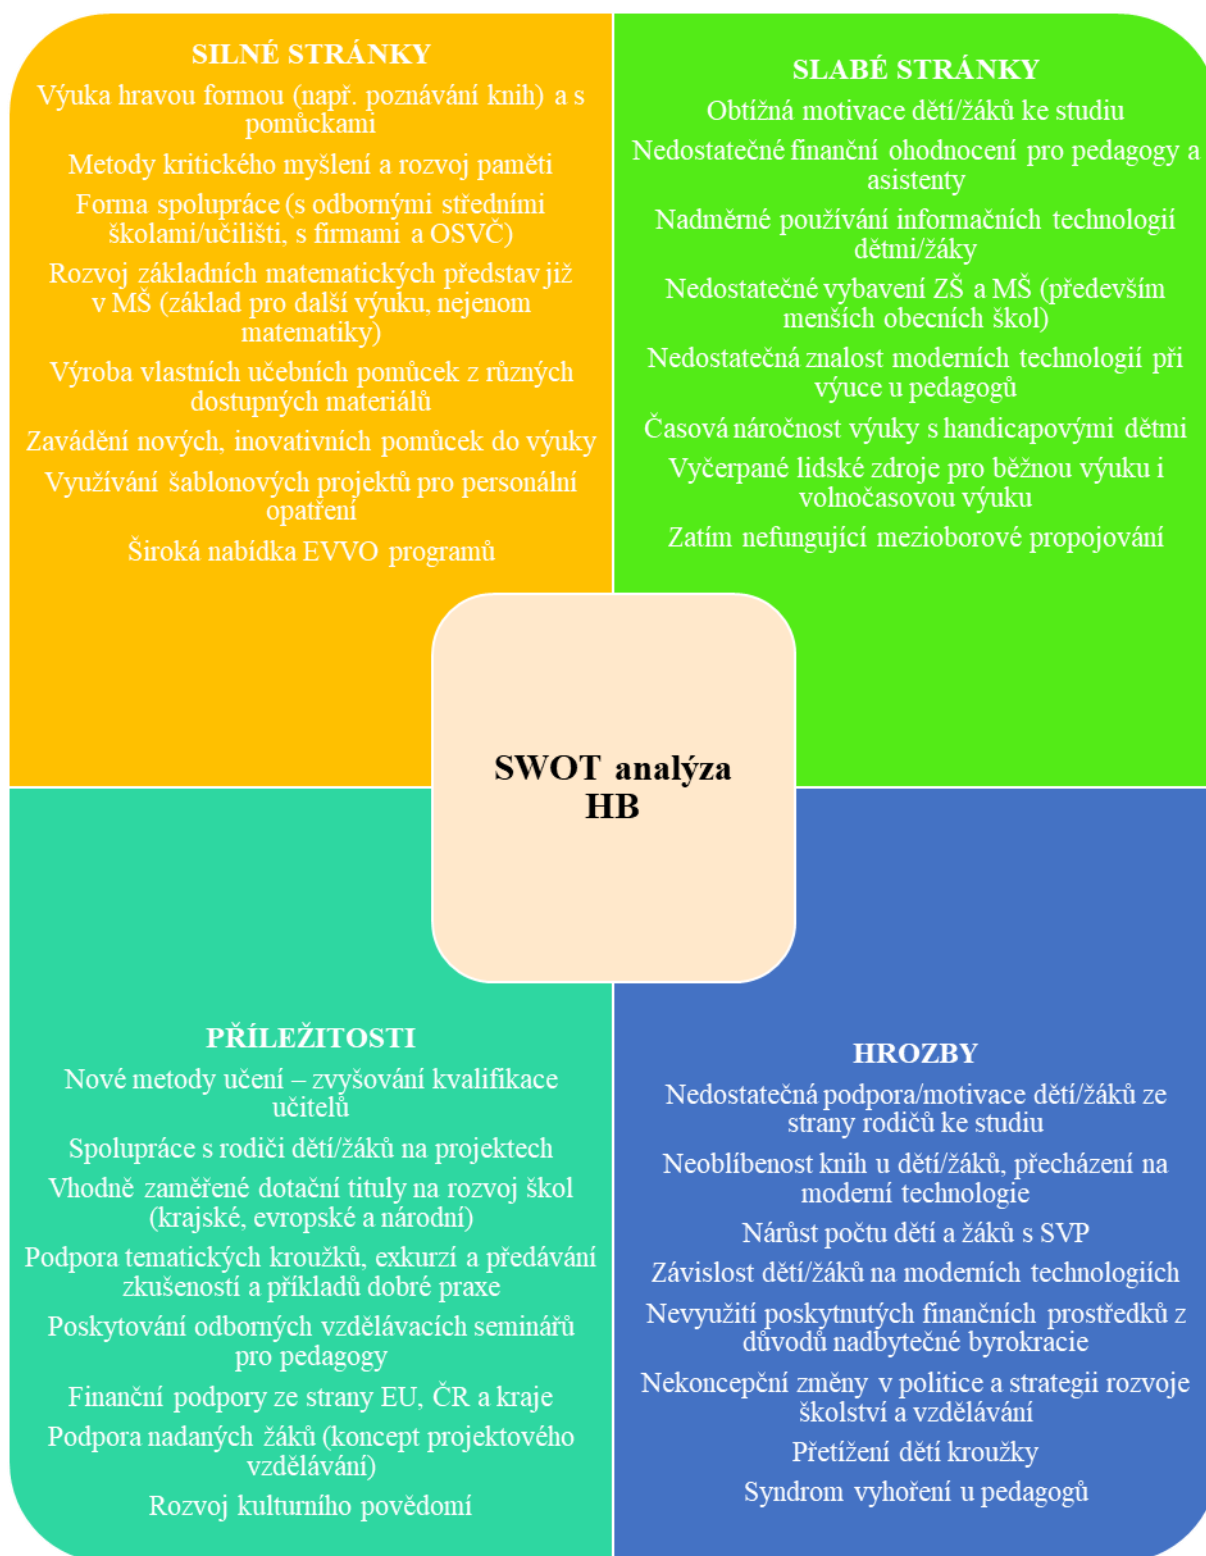 SILNÉ STRÁNKY
Výuka hravou formou (např. poznávání knih) a s
pomůckami
Metody kritického myšlení a rozvoj paměti
Forma spolupráce (s odbornými středními
školami/učilišti, s firmami a OSVČ)
Rozvoj základních matematických představ již
v MŠ (základ pro další výuku, nejenom
matematiky)
Výroba vlastních učebních pomůcek z různých
dostupných materiálů
Zavádění nových, inovativních pomůcek do výuky
Využívání šablonových projektů pro personální
opatření
Široká nabídka EVVO programů
SLABÉ STRÁNKY
Obtížná motivace dětí/žáků ke studiu
Nedostatečné finanční ohodnocení pro pedagogy a
asistenty
Nadměrné používání informačních technologií
dětmi/žáky
Nedostatečné vybavení ZŠ a MŠ (především
menších obecních škol)
Nedostatečná znalost moderních technologií při
výuce u pedagogů
Časová náročnost výuky s handicapovými dětmi
Vyčerpané lidské zdroje pro běžnou výuku i
volnočasovou výuku
Zatím nefungující mezioborové propojování
SWOT analýza
HB
PŘÍLEŽITOSTI
Nové metody učení – zvyšování kvalifikace
učitelů
Spolupráce s rodiči dětí/žáků na projektech
Vhodně zaměřené dotační tituly na rozvoj škol
(krajské, evropské a národní)
Podpora tematických kroužků, exkurzí a předávání
zkušeností a příkladů dobré praxe
Poskytování odborných vzdělávacích seminářů
pro pedagogy
Finanční podpory ze strany EU, ČR a kraje
Podpora nadaných žáků (koncept projektového
vzdělávání)
Rozvoj kulturního povědomí
HROZBY
Nedostatečná podpora/motivace dětí/žáků ze
strany rodičů ke studiu
Neoblíbenost knih u dětí/žáků, přecházení na
moderní technologie
Nárůst počtu dětí a žáků s SVP
Závislost dětí/žáků na moderních technologiích
Nevyužití poskytnutých finančních prostředků z
důvodů nadbytečné byrokracie
Nekoncepční změny v politice a strategii rozvoje
školství a vzdělávání
Přetížení dětí kroužky
Syndrom vyhoření u pedagogů